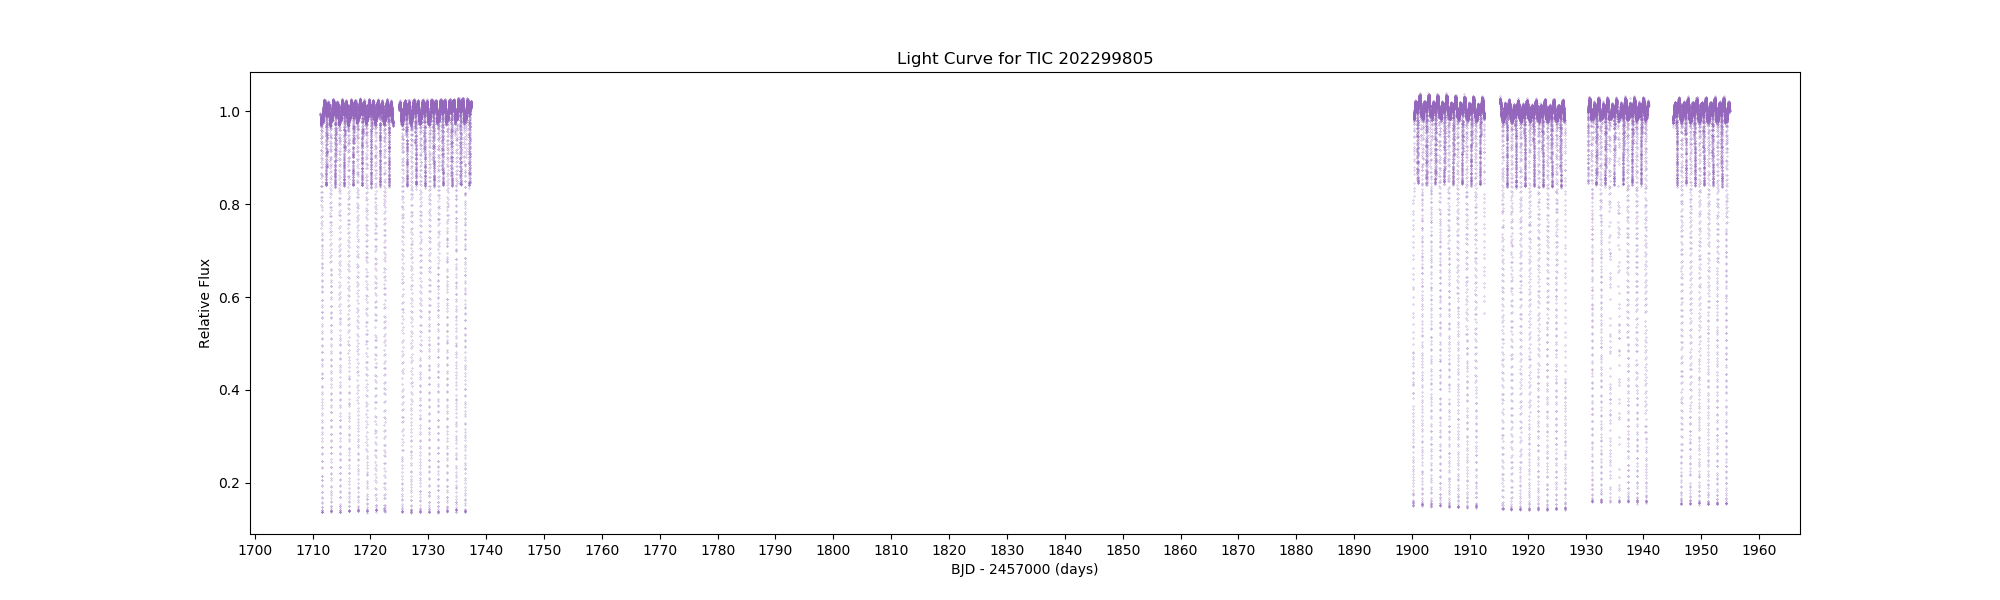 Light Curve for TIC 202299805
1.0
0.8
0.6
0.4
0.2
Relative Flux
1700 1710 1720 1730 1740 1750 1760 1770 1780 1790 1800 1810 1820 1830 1840 1850 1860 1870 1880 1890 1900 1910 1920 1930 1940 1950 1960
BJD - 2457000 (days)